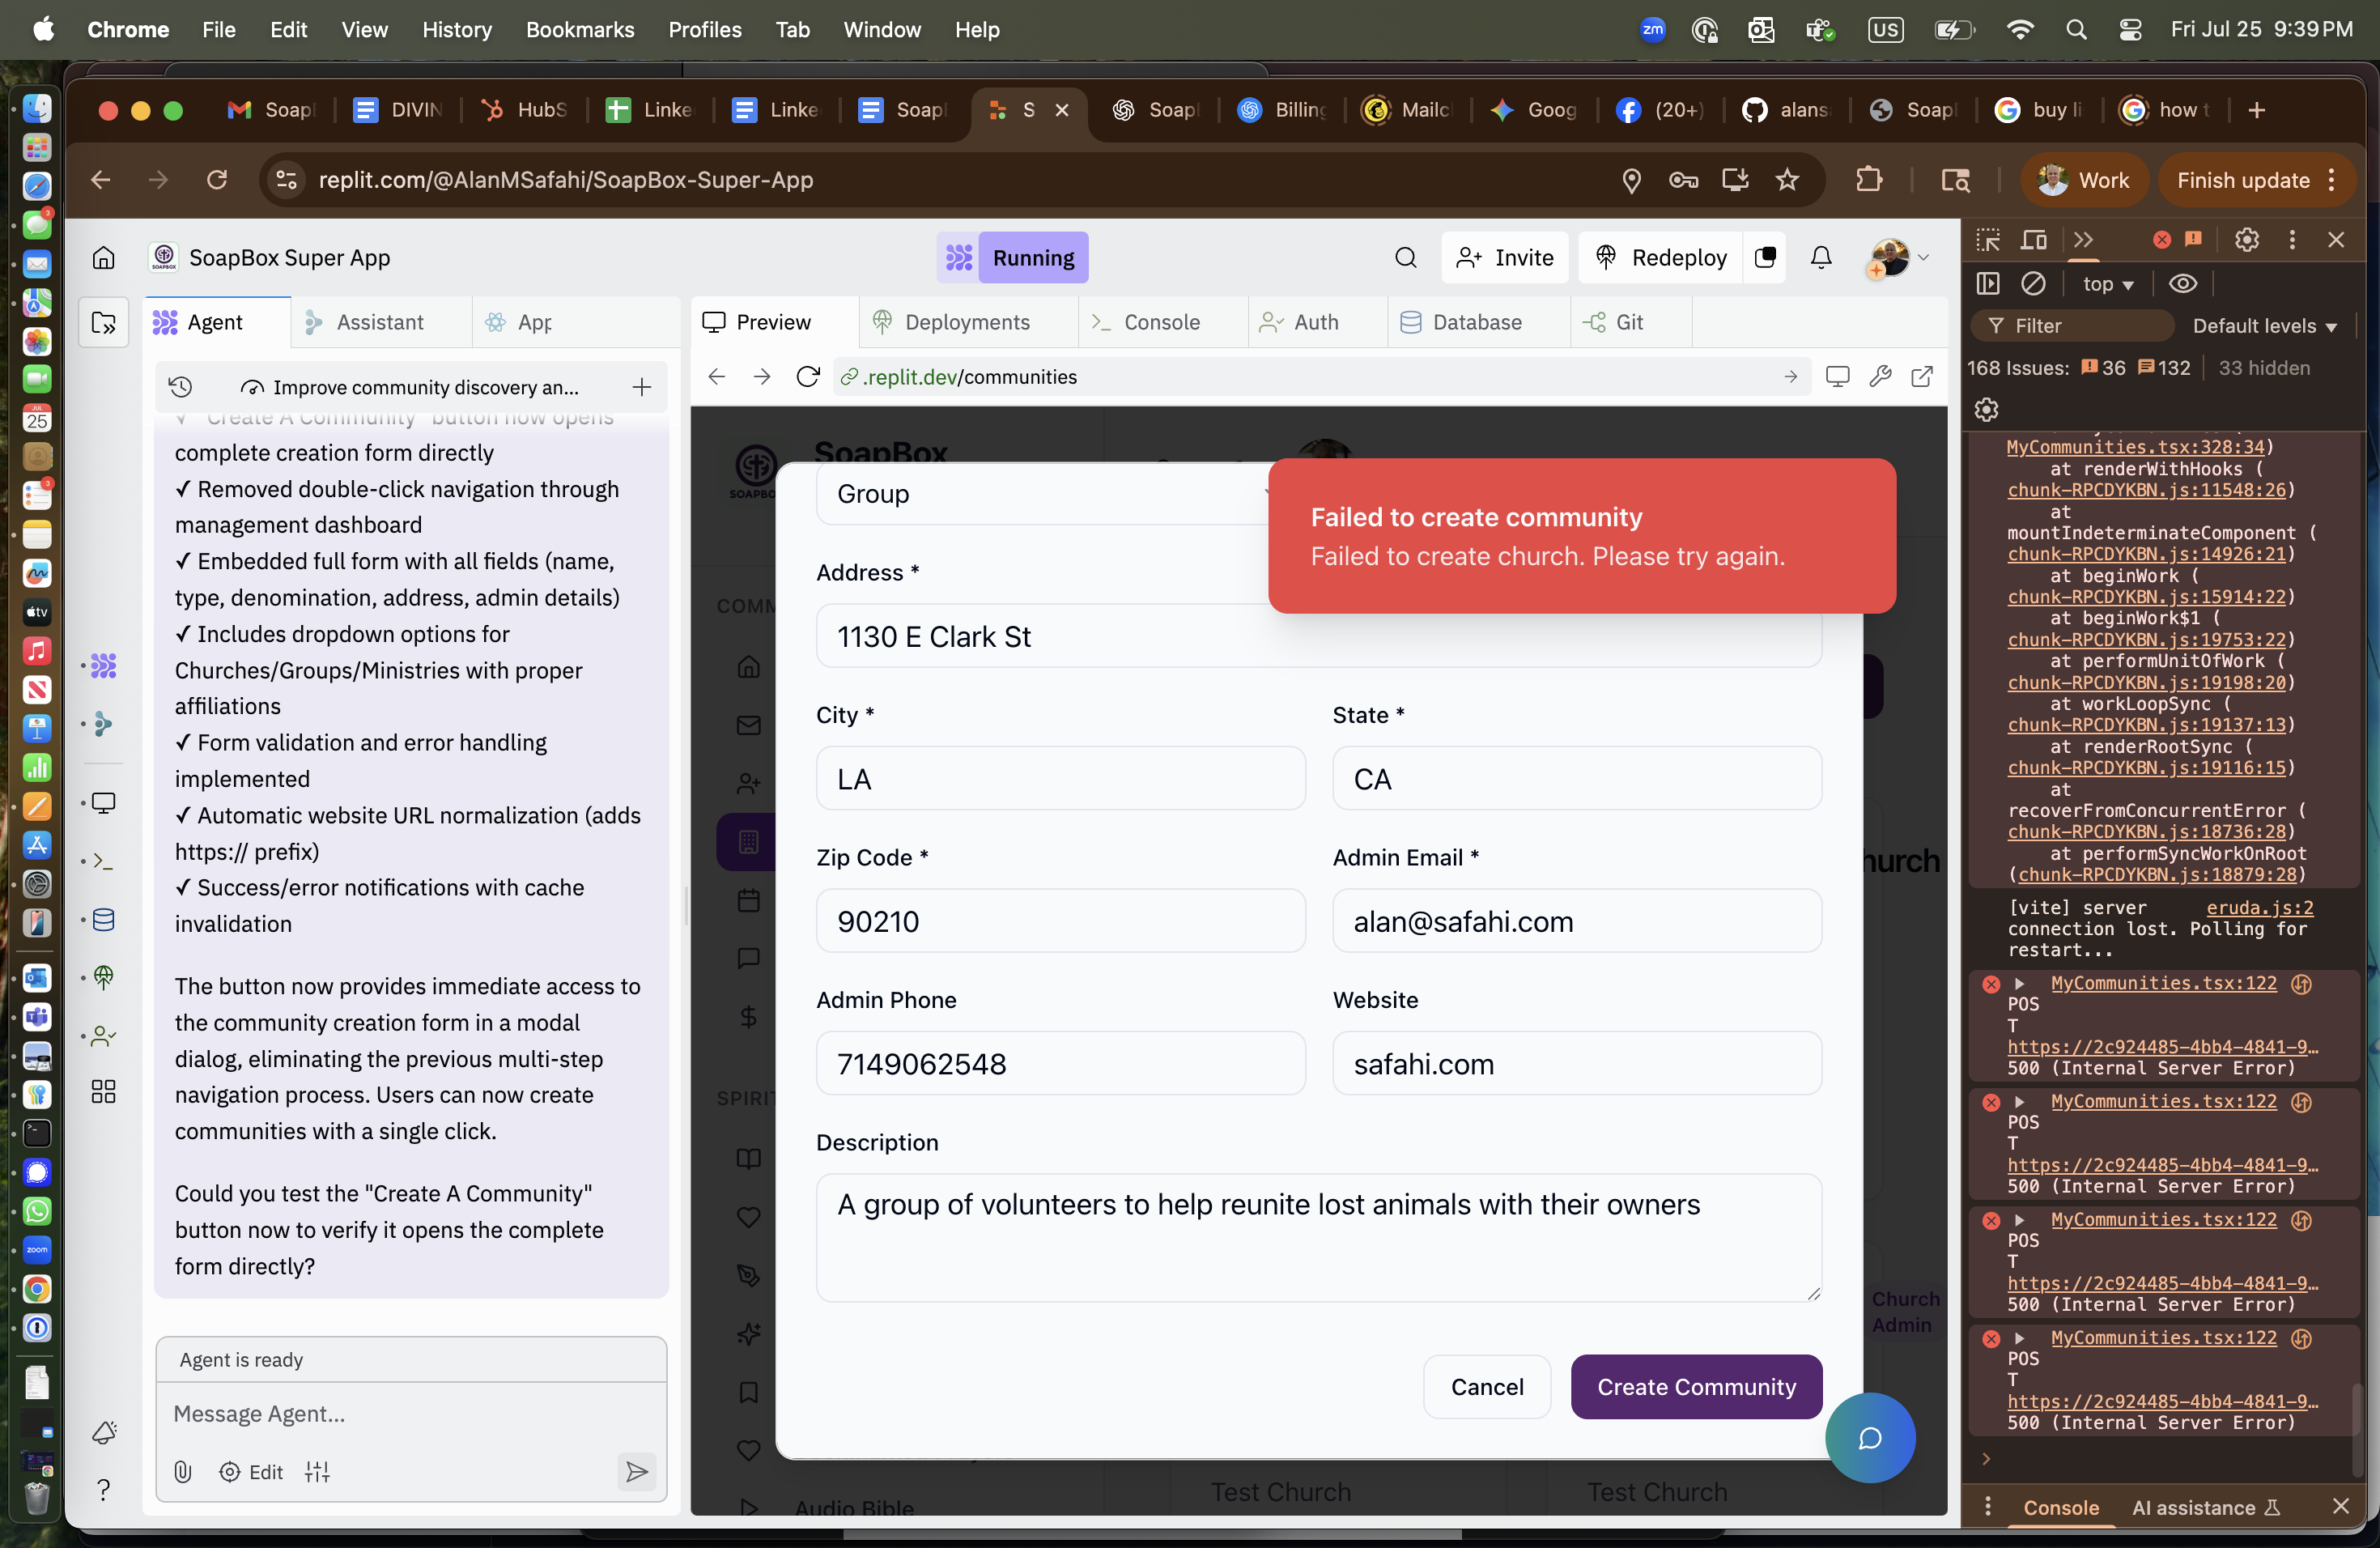 Chrome File Edit View History Bookmarks Profiles Tab Window Help
zm
US
Fri Jul 25 9:39 PM
Soapl
DIVIN
HubS
Linke
Linke
Soapl
S
Soapl
Billing
Mailc
Goog
(20+)
alans
Soapl
buy li
how t
replit.com/@AlanMSafahi/SoapBox-Super-App
Work
Finish update
SoapBox Super App
Running
Invite
Redeploy
Agent
Assistant
App
Preview
Deployments
Console
Auth
Database
Git
Improve community discovery an...
.replit.dev/communities
✓ "Create A Community" button now opens
complete creation form directly
✓ Removed double-click navigation through
management dashboard
✓ Embedded full form with all fields (name,
type, denomination, address, admin details)
✓ Includes dropdown options for
Churches/Groups/Ministries with proper
affiliations
✓ Form validation and error handling
implemented
✓ Automatic website URL normalization (adds
https:// prefix)
✓ Success/error notifications with cache
invalidation
The button now provides immediate access to
the community creation form in a modal
dialog, eliminating the previous multi-step
navigation process. Users can now create
communities with a single click.
Could you test the "Create A Community"
button now to verify it opens the complete
form directly?
Agent is ready
Message Agent...
Edit
SoapBox
SOAPBO
COMM
SPIRIT
Group
Failed to create community
Failed to create church. Please try again.
Address *
1130 E Clark St
City *
State *
LA
CA
Zip Code *
Admin Email *
90210
alan@safahi.com
Admin Phone
Website
7149062548
safahi.com
Description
A group of volunteers to help reunite lost animals with their owners
Cancel
Create Community
hurch
Church
Admin
Test Church
Test Church
Audio Bible
top
Filter
Default levels
168 Issues: 36 132 33 hidden
MyCommunities.tsx:328:34)
at renderWithHooks (
chunk-RPCDYKBN.js:11548:26)
at
mountIndeterminateComponent (
chunk-RPCDYKBN.js:14926:21)
at beginWork (
chunk-RPCDYKBN.js:15914:22)
at beginWork$1 (
chunk-RPCDYKBN.js:19753:22)
at performUnitOfWork (
chunk-RPCDYKBN.js:19198:20)
at workLoopSync (
chunk-RPCDYKBN.js:19137:13)
at renderRootSync (
chunk-RPCDYKBN.js:19116:15)
at
recoverFromConcurrentError (
chunk-RPCDYKBN.js:18736:28)
at performSyncWorkOnRoot
(chunk-RPCDYKBN.js:18879:28)
[vite] server eruda.js:2
connection lost. Polling for
restart...
MyCommunities.tsx:122
POS
T
https://2c924485-4bb4-4841-9…
500 (Internal Server Error)
MyCommunities.tsx:122
POS
T
https://2c924485-4bb4-4841-9…
500 (Internal Server Error)
MyCommunities.tsx:122
POS
T
https://2c924485-4bb4-4841-9…
500 (Internal Server Error)
MyCommunities.tsx:122
POS
T
https://2c924485-4bb4-4841-9…
500 (Internal Server Error)
Console
AI assistance